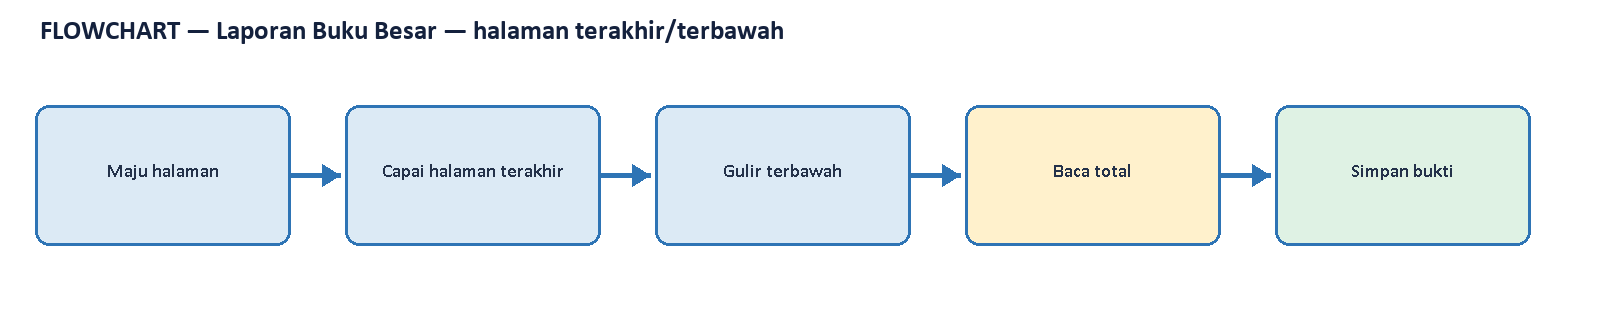 FLOWCHART — Laporan Buku Besar — halaman terakhir/terbawah
Maju halaman
Capai halaman terakhir
Gulir terbawah
Baca total
Simpan bukti